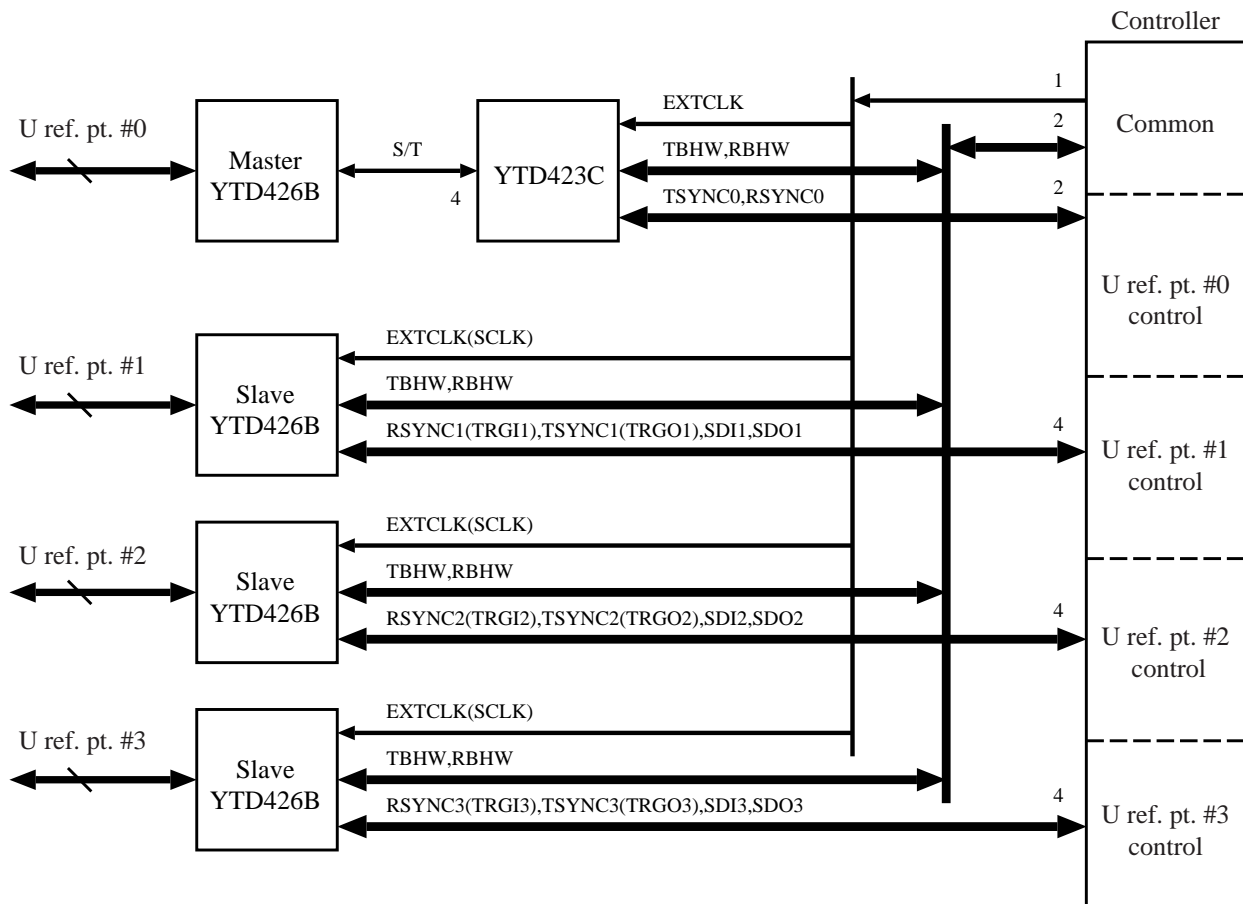 Controller
1
EXTCLK
Common
U ref. pt. #0
2
Master
YTD426B
S/T
4
YTD423C
TBHW,RBHW
TSYNC0,RSYNC0
2
U ref. pt. #0
control
EXTCLK(SCLK)
U ref. pt. #1
TBHW,RBHW
Slave
YTD426B
RSYNC1(TRGI1),TSYNC1(TRGO1),SDI1,SDO1
4
U ref. pt. #1
control
EXTCLK(SCLK)
U ref. pt. #2
TBHW,RBHW
Slave
YTD426B
RSYNC2(TRGI2),TSYNC2(TRGO2),SDI2,SDO2
4
U ref. pt. #2
control
EXTCLK(SCLK)
U ref. pt. #3
TBHW,RBHW
Slave
YTD426B
RSYNC3(TRGI3),TSYNC3(TRGO3),SDI3,SDO3
4
U ref. pt. #3
control